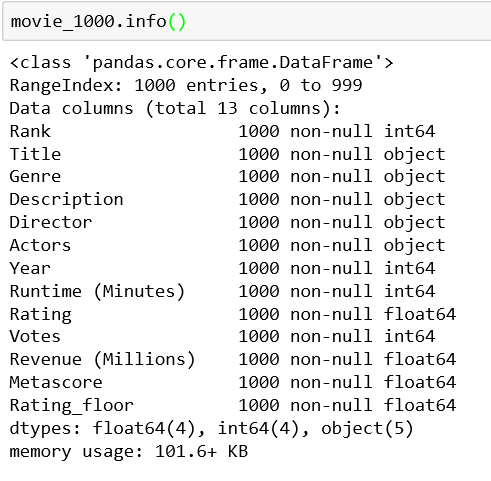 movie_1000.info()
<class 'pandas.core.frame.DataFrame'>
RangeIndex: 1000 entries, 0 to 999
Data columns (total 13 columns):
Rank                  1000 non-null int64
Title                 1000 non-null object
Genre                 1000 non-null object
Description           1000 non-null object
Director              1000 non-null object
Actors                1000 non-null object
Year                  1000 non-null int64
Runtime (Minutes)     1000 non-null int64
Rating                1000 non-null float64
Votes                 1000 non-null int64
Revenue (Millions)    1000 non-null float64
Metascore             1000 non-null float64
Rating_floor          1000 non-null float64
dtypes: float64(4), int64(4), object(5)
memory usage: 101.6+ KB